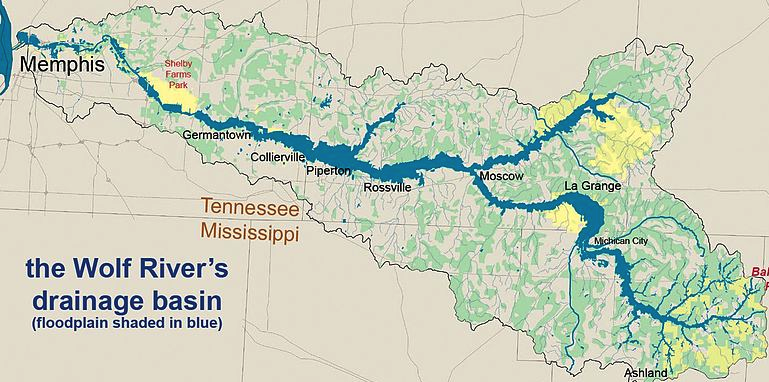 Memphis
Shelby
Farms
Park
Germantown
Collierville
Piperton
Rossville
Moscow
La Grange
Tennessee
Mississippi
Michican City
the Wolf River's
drainage basin
(floodplain shaded in blue)
Ashland